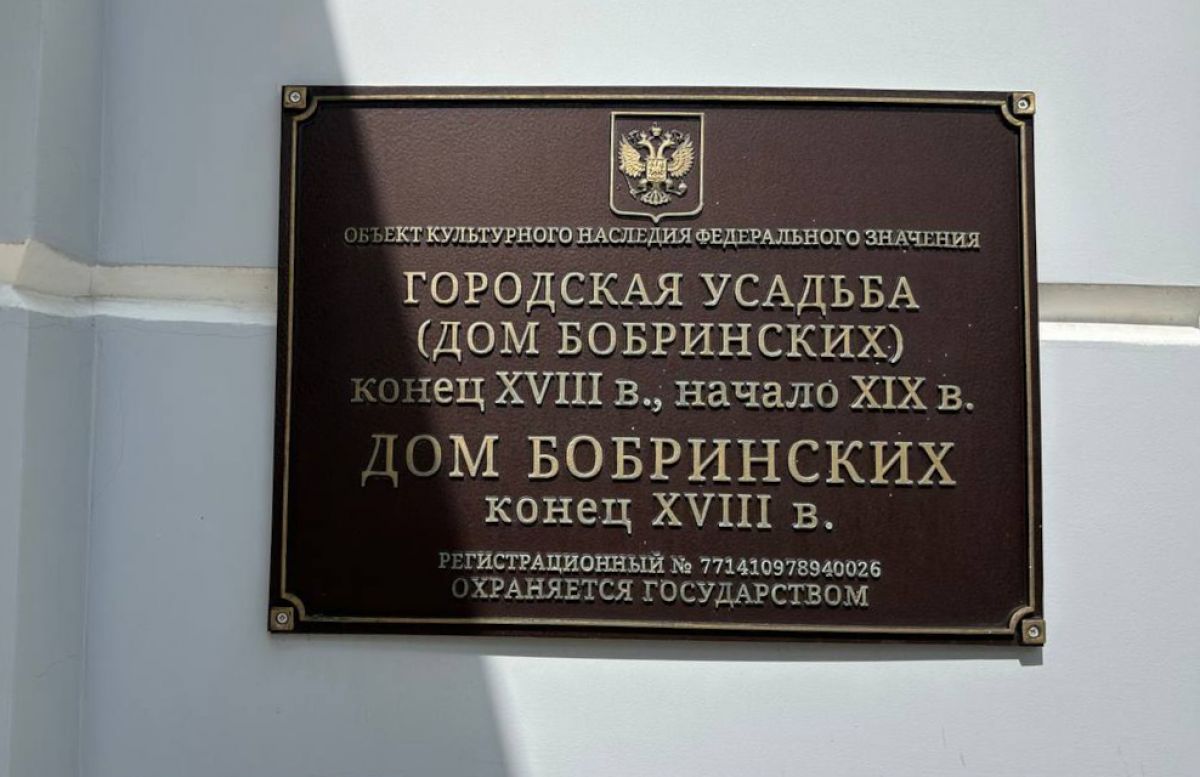 ОБЪЕКТ КУЛЬТУРНОГО НАСЛЕДИЯ ФЕДЕРАЛЬНОГО ЗНАЧЕНИЯ
ГОРОДСКАЯ УСАДЬБА
(ДОМ БОБРИНСКИХ)
конец XVIII в., начало XIX в.
ДОМ БОБРИНСКИХ
конец XVIII в.
РЕГИСТРАЦИОННЫЙ № 771410978940026
ОХРАНЯЕТСЯ ГОСУДАРСТВОМ